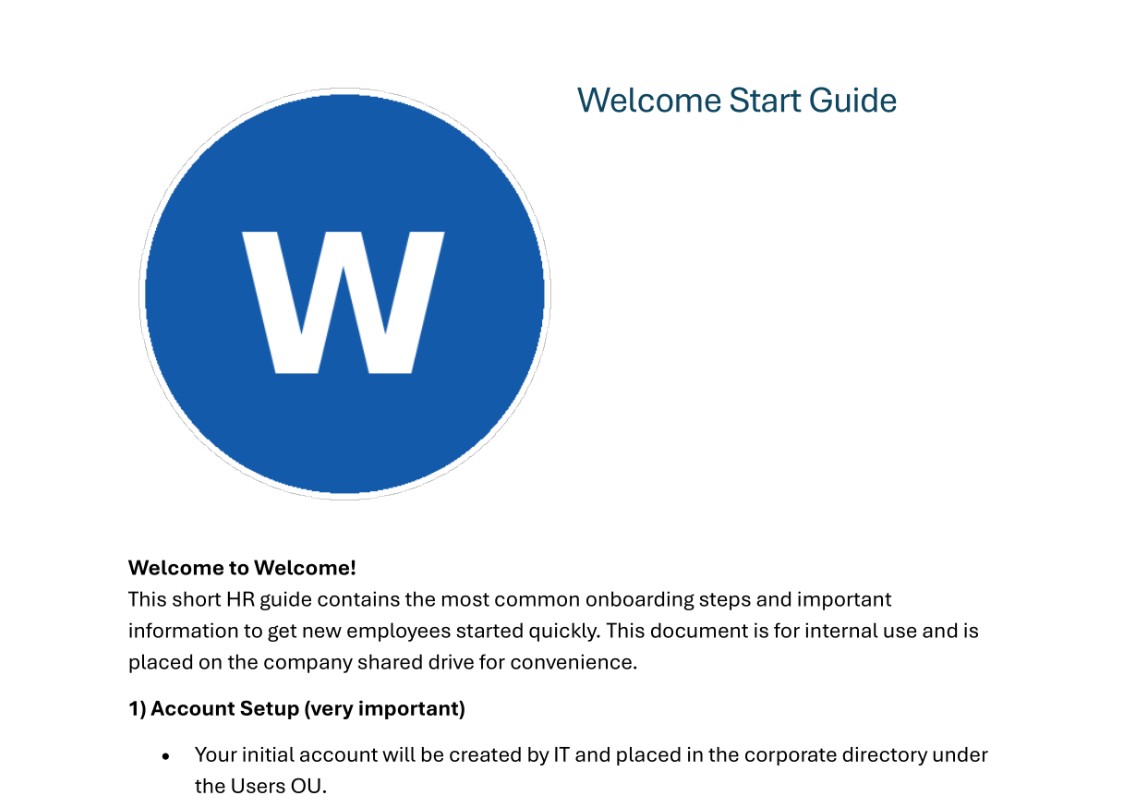 Welcome Start Guide
W
Welcome to Welcome!
This short HR guide contains the most common onboarding steps and important
information to get new employees started quickly. This document is for internal use and is
placed on the company shared drive for convenience.
1) Account Setup (very important)
• Your initial account will be created by IT and placed in the corporate directory under
the Users OU.